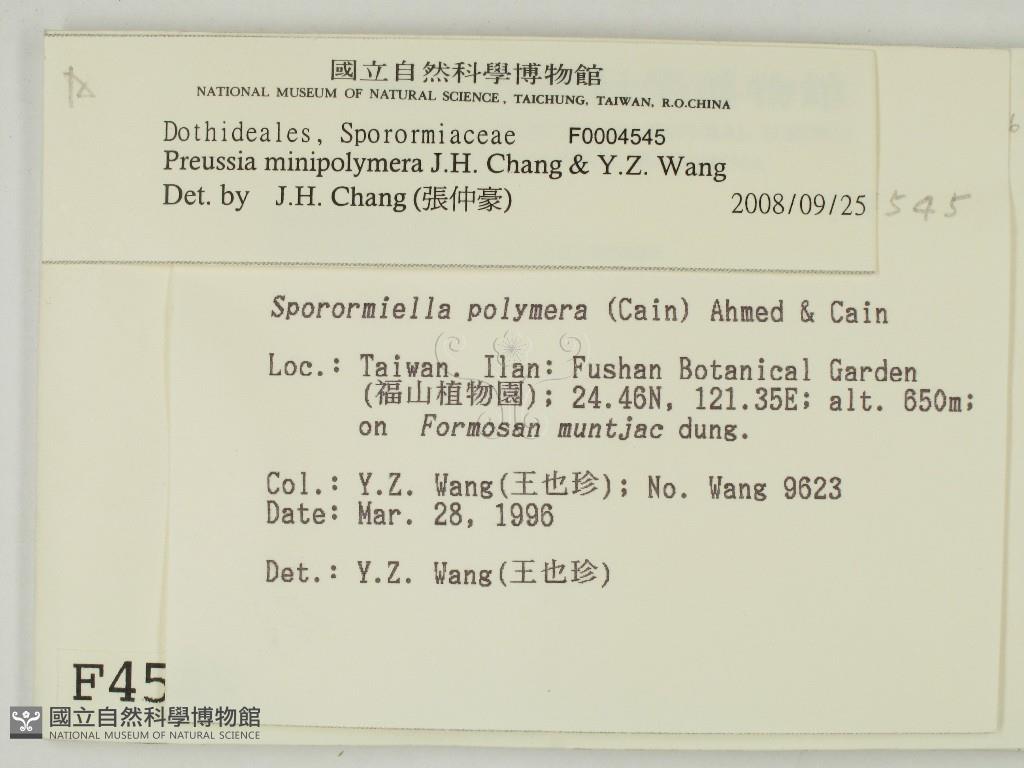 國立自然科學博物館
NATIONAL MUSEUM OF NATURAL SCIENCE, TAICHUNG, TAIWAN, R.O.CHINA
Dothideales, Sporormiaceae F0004545
Preussia minipolymera J.H. Chang & Y.Z. Wang
Det. by J.H. Chang (張仲豪)
2008/09/25
545
Sporormiella polymera (Cain) Ahmed & Cain
Loc.: Taiwan. Ilan: Fushan Botanical Garden
(福山植物園); 24.46N, 121.35E; alt. 650m;
on Formosan muntjac dung.
Col.: Y.Z. Wang(王也珍); No. Wang 9623
Date: Mar. 28, 1996
Det.: Y.Z. Wang(王也珍)
F45
國立自然科學博物館
NATIONAL MUSEUM OF NATURAL SCIENCE